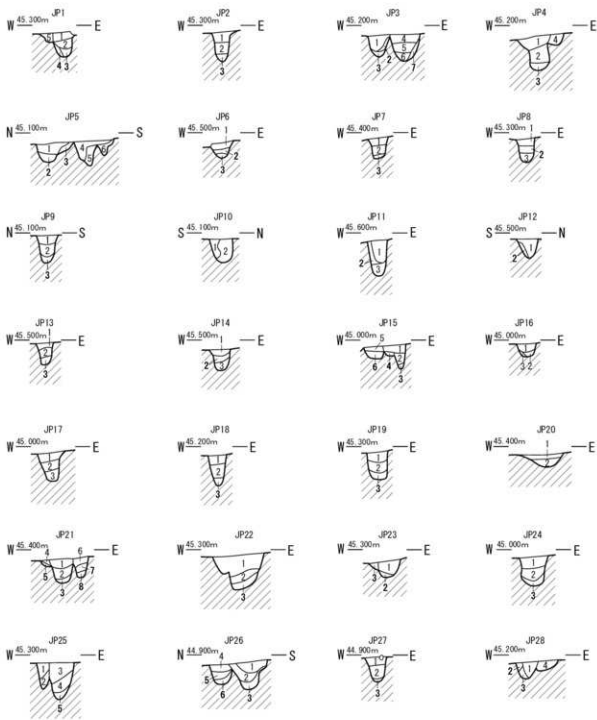 JP1 JP2 JP3 JP4
W 45.300m E W 45.300m E W 45.200m E W 45.200m E
5 1 2 4 3
1 2 3
1 2 3 4 5 6 7
1 4 2 3
JP5 JP6 JP7 JP8
N 45.100m S W 45.500m E W 45.400m E W 45.300m E
1 2 3 4 5 6
1 2 3
1 2 3
1 2 3
JP9 JP10 JP11 JP12
N 45.100m S S 45.100m N W 45.600m E S 45.500m N
1 2 3
1 2
1 2 3
1 2
JP13 JP14 JP15 JP16
W 45.500m E W 45.500m E W 45.000m E W 45.000m E
1 2 3
1 2 3
5 6 4 1 2 3
1 3 2
JP17 JP18 JP19 JP20
W 45.000m E W 45.200m E W 45.300m E W 45.400m E
1 2 3
1 2 3
1 2 3
1 2
JP21 JP22 JP23 JP24
W 45.400m E W 45.300m E W 45.300m E W 45.000m E
4 5 1 2 3 6 7 8
1 2 3
3 1 2
1 2 3
JP25 JP26 JP27 JP28
W 45.300m E N 44.900m S W 44.900m E W 45.200m E
1 2 3 4 5
4 5 6 1 2 3
1 2 3
2 3 1 4